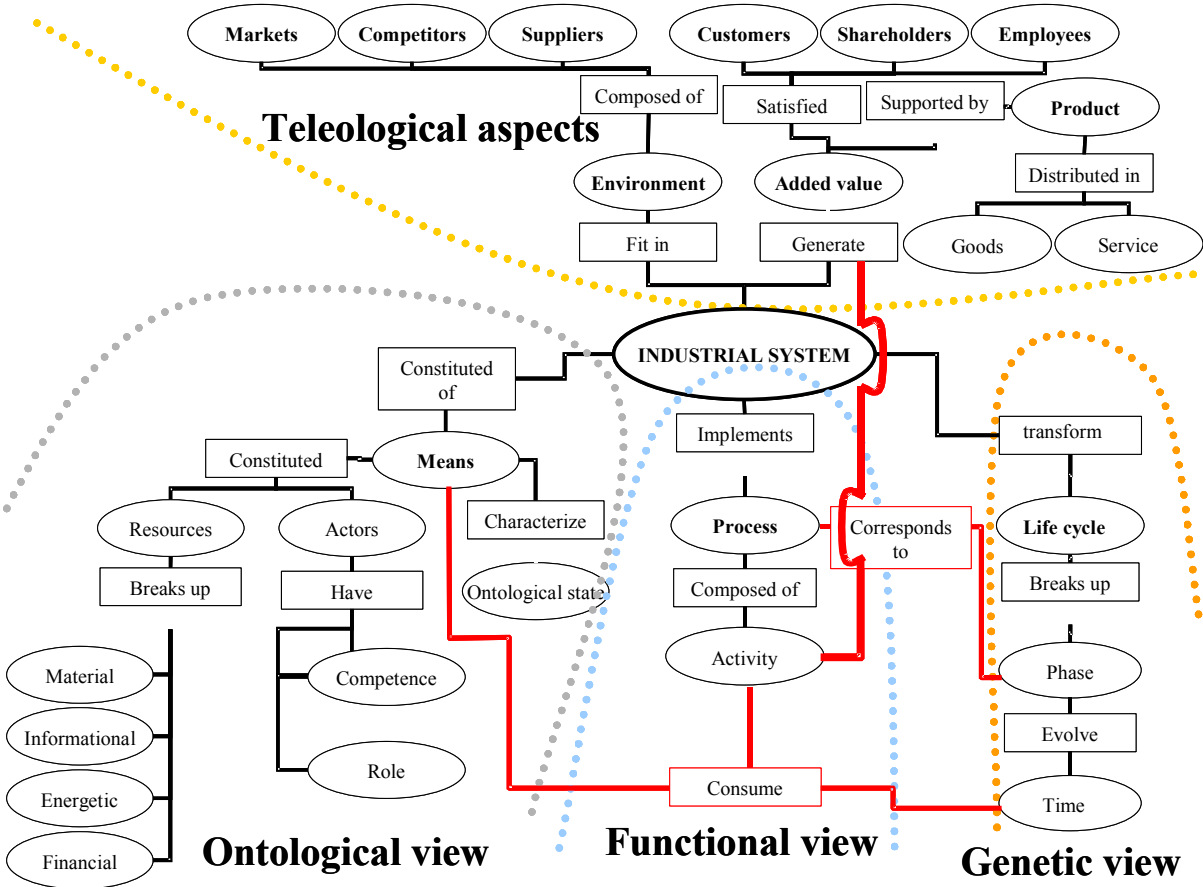 Markets
Competitors
Suppliers
Customers
Shareholders
Employees
Composed of
Satisfied
Supported by
Product
Teleological aspects
Environment
Added value
Distributed in
Fit in
Generate
Goods
Service
INDUSTRIAL SYSTEM
Constituted
of
Implements
transform
Constituted
Means
Resources
Actors
Characterize
Process
Corresponds
to
Life cycle
Breaks up
Have
Ontological state
Composed of
Breaks up
Material
Competence
Activity
Phase
Informational
Evolve
Role
Energetic
Consume
Time
Financial
Ontological view
Functional view
Genetic view